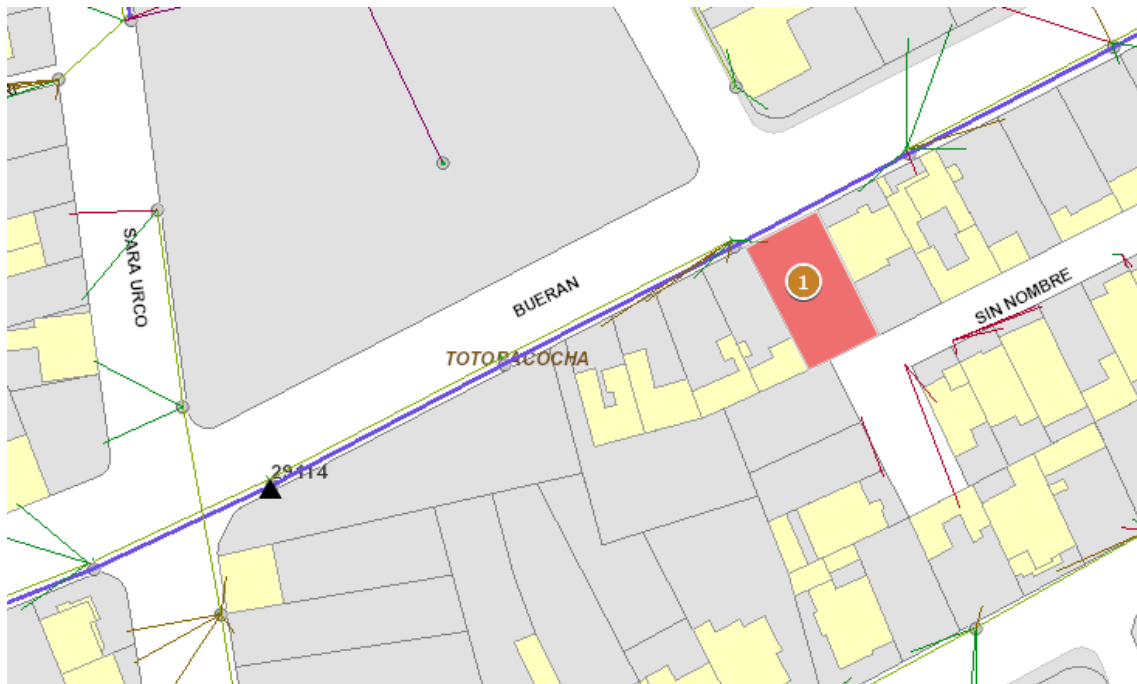 SARA URCO
BUERAN
1
SIN NOMBRE
TOTORACOCHA
29114